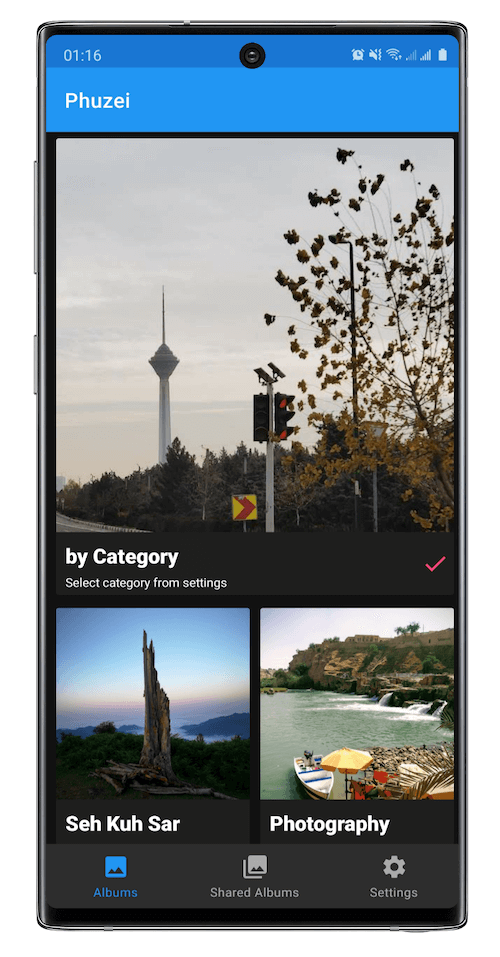 01:16
Phuzei
by Category
Select category from settings
Seh Kuh Sar
Photography
Albums
Shared Albums
Settings